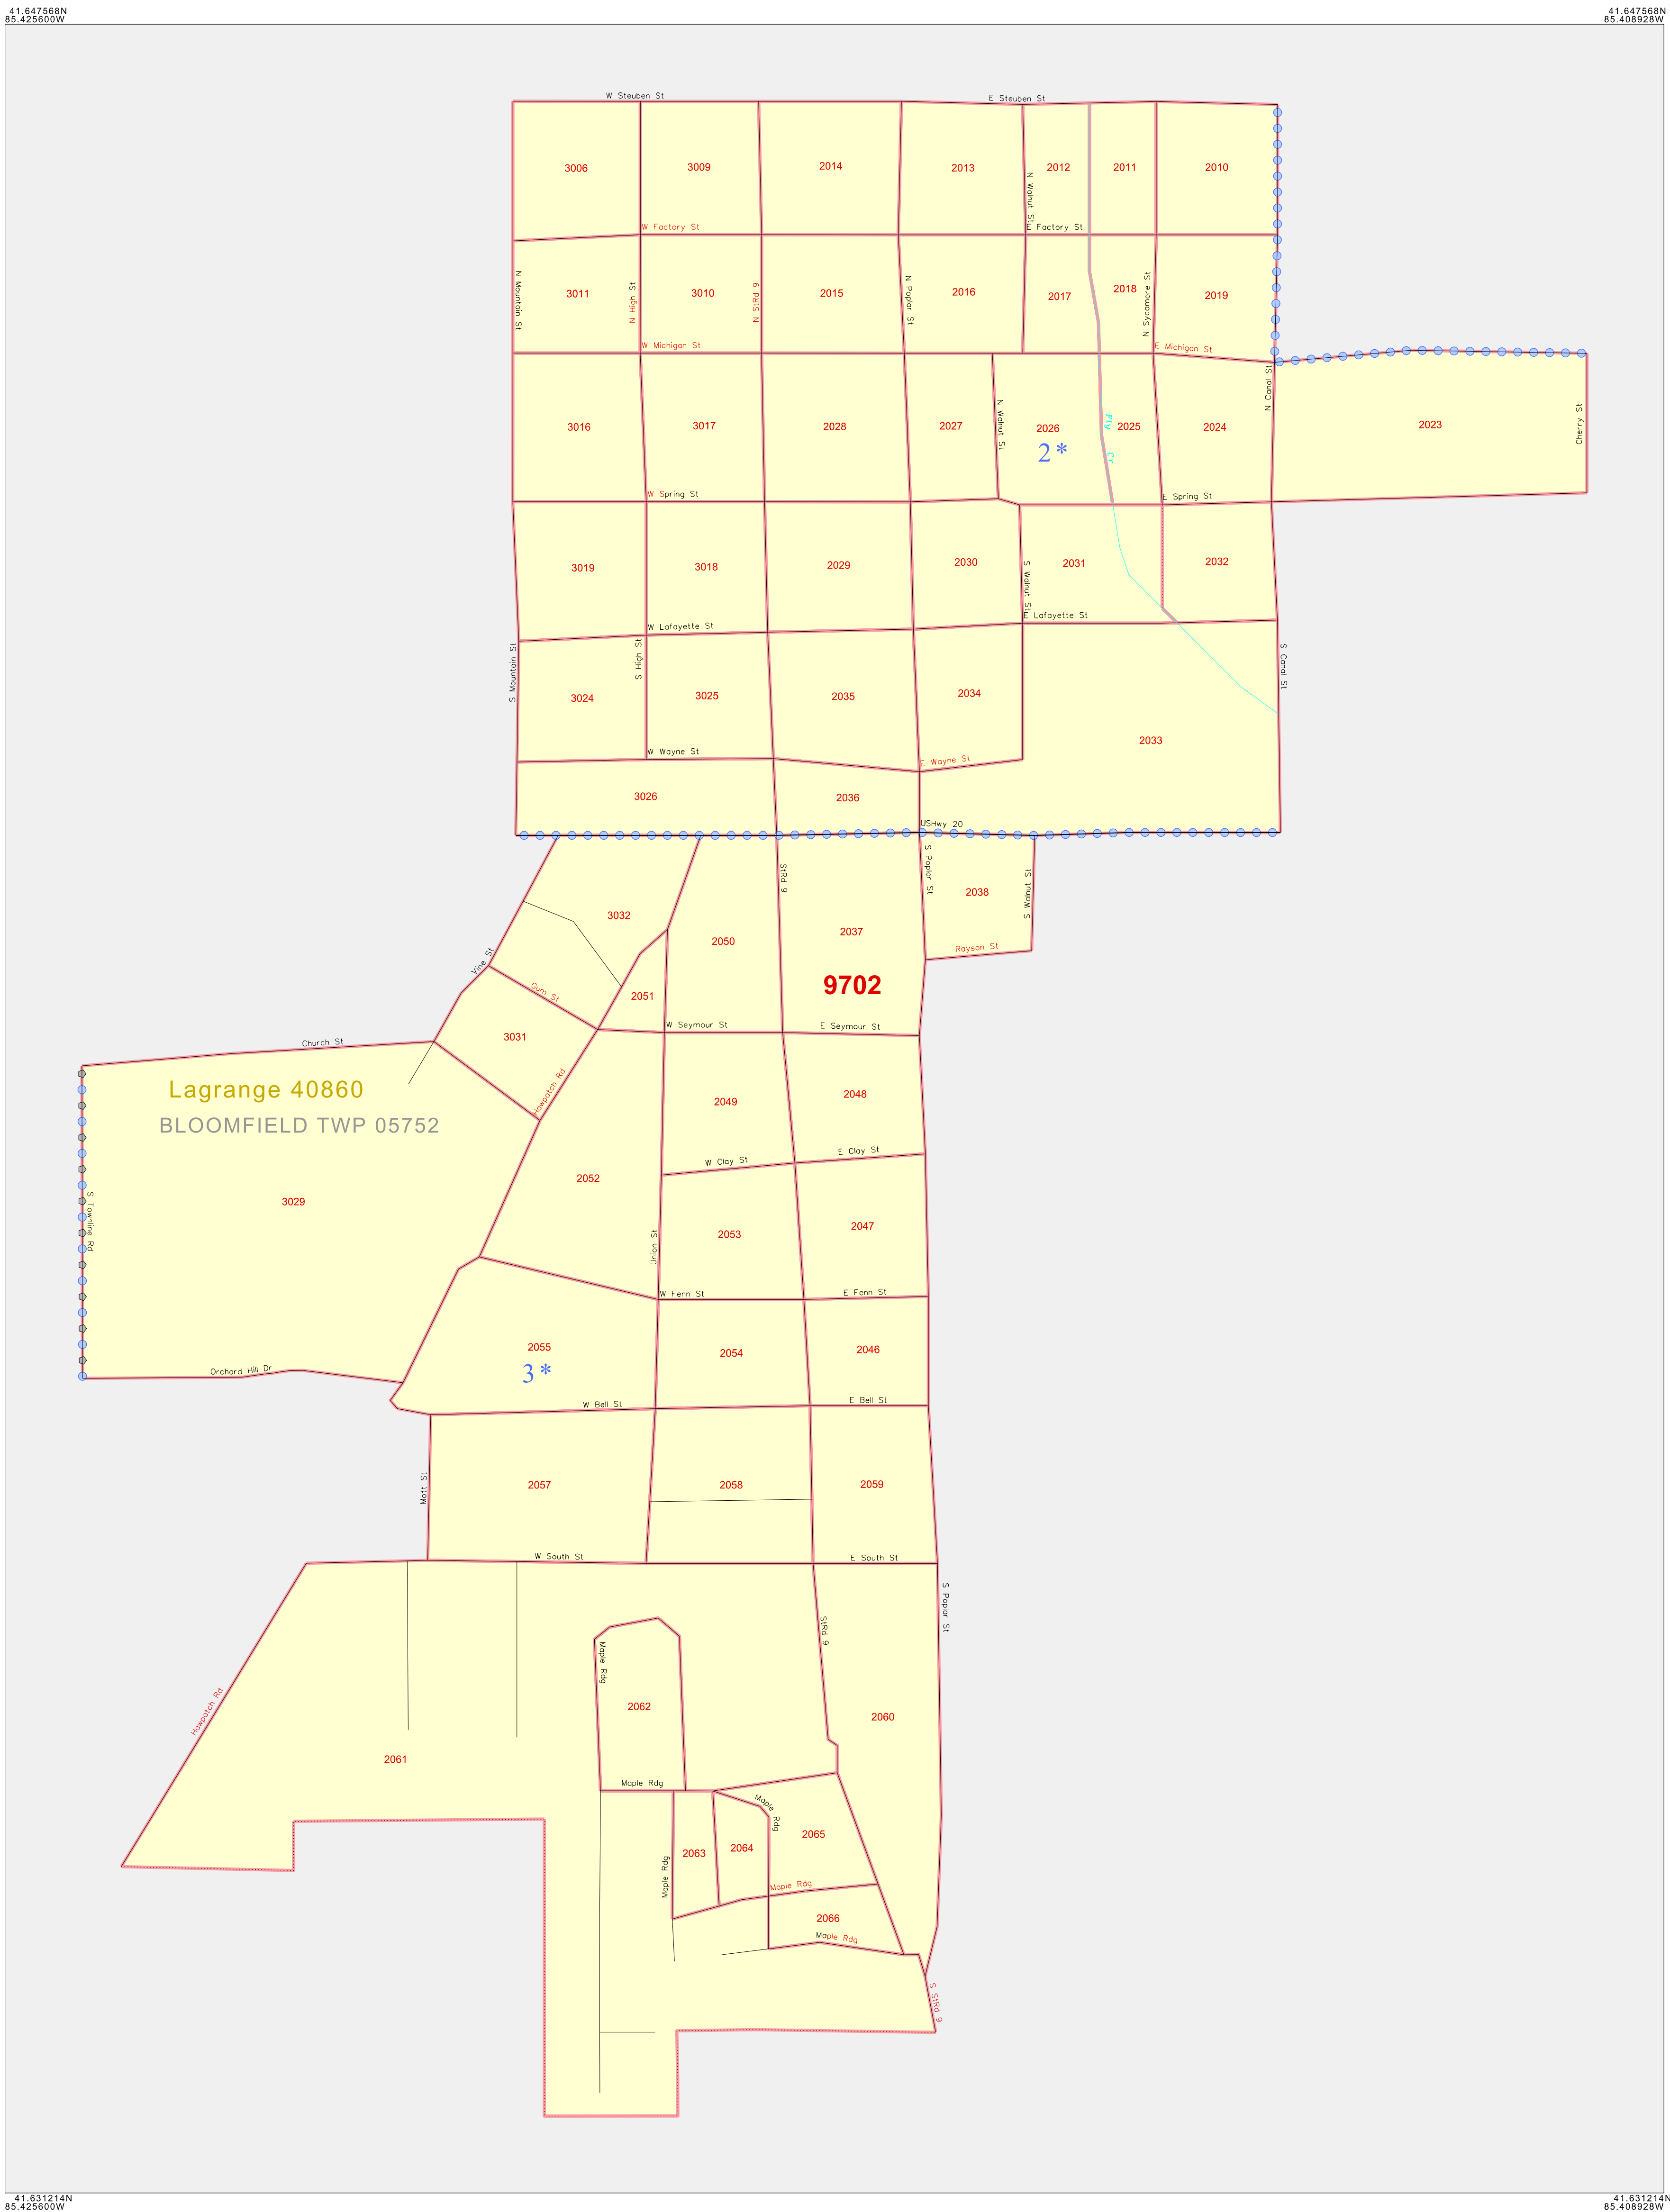 41.647568N
85.425600W
41.647568N
85.408928W
W Steuben St
E Steuben St
3006
3009
2014
2013
N Walnut St
2012
2011
2010
W Factory St
E Factory St
N Mountain St
3011
N High St
3010
N StRd 9
2015
N Poplar St
2016
2017
2018
N Sycamore St
2019
W Michigan St
E Michigan St
N Canal St
3016
3017
2028
2027
N Walnut St
2026
2*
Fly Cr
2025
2024
2023
Cherry St
W Spring St
E Spring St
3019
3018
2029
2030
S Walnut St
2031
2032
W Lafayette St
E Lafayette St
S Mountain St
3024
S High St
3025
2035
2034
2033
S Canal St
W Wayne St
E Wayne St
3026
2036
USHwy 20
3032
2050
StRd 9
2037
S Poplar St
2038
S Walnut St
Rayson St
Vine St
Gum St
2051
9702
W Seymour St
E Seymour St
Church St
3031
Hawpatch Rd
Lagrange 40860
BLOOMFIELD TWP 05752
2049
2048
W Clay St
E Clay St
S Townline Rd
3029
2052
Union St
2053
2047
W Fenn St
E Fenn St
2055
3*
2054
2046
Orchard Hill Dr
W Bell St
E Bell St
Mott St
2057
2058
2059
W South St
E South St
S Poplar St
StRd 9
Maple Rdg
2062
Hawpatch Rd
2061
2060
Maple Rdg
Maple Rdg
2065
2064
2063
Maple Rdg
Maple Rdg
2066
Maple Rdg
S StRd 9
41.631214N
85.425600W
41.631214N
85.408928W